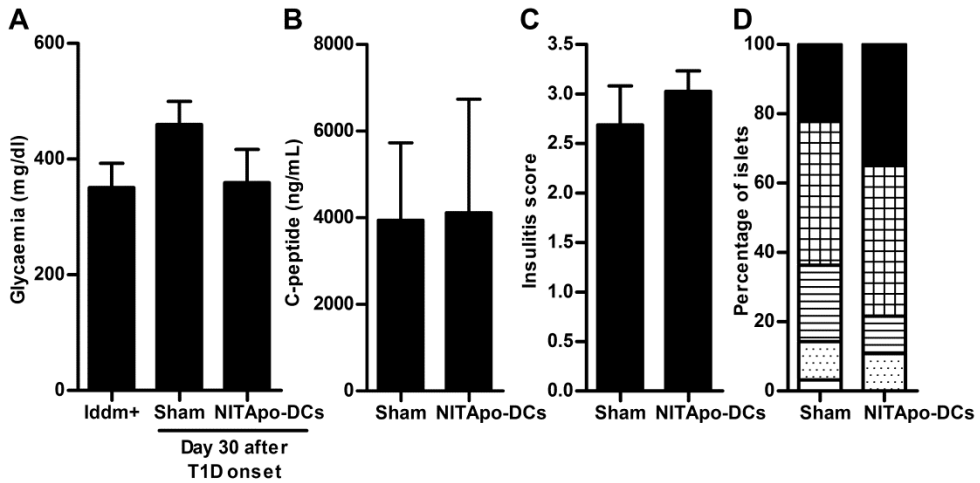 A
Glycaemia (mg/dl)
600
400
200
0
Iddm+ Sham NITApo-DCs
Day 30 after
T1D onset
B
C-peptide (ng/mL)
8000
6000
4000
2000
0
Sham NITApo-DCs
C
Insulitis score
3.5
3.0
2.5
2.0
1.5
1.0
0.5
0.0
Sham NITApo-DCs
D
Percentage of islets
100
80
60
40
20
0
Sham NITApo-DCs